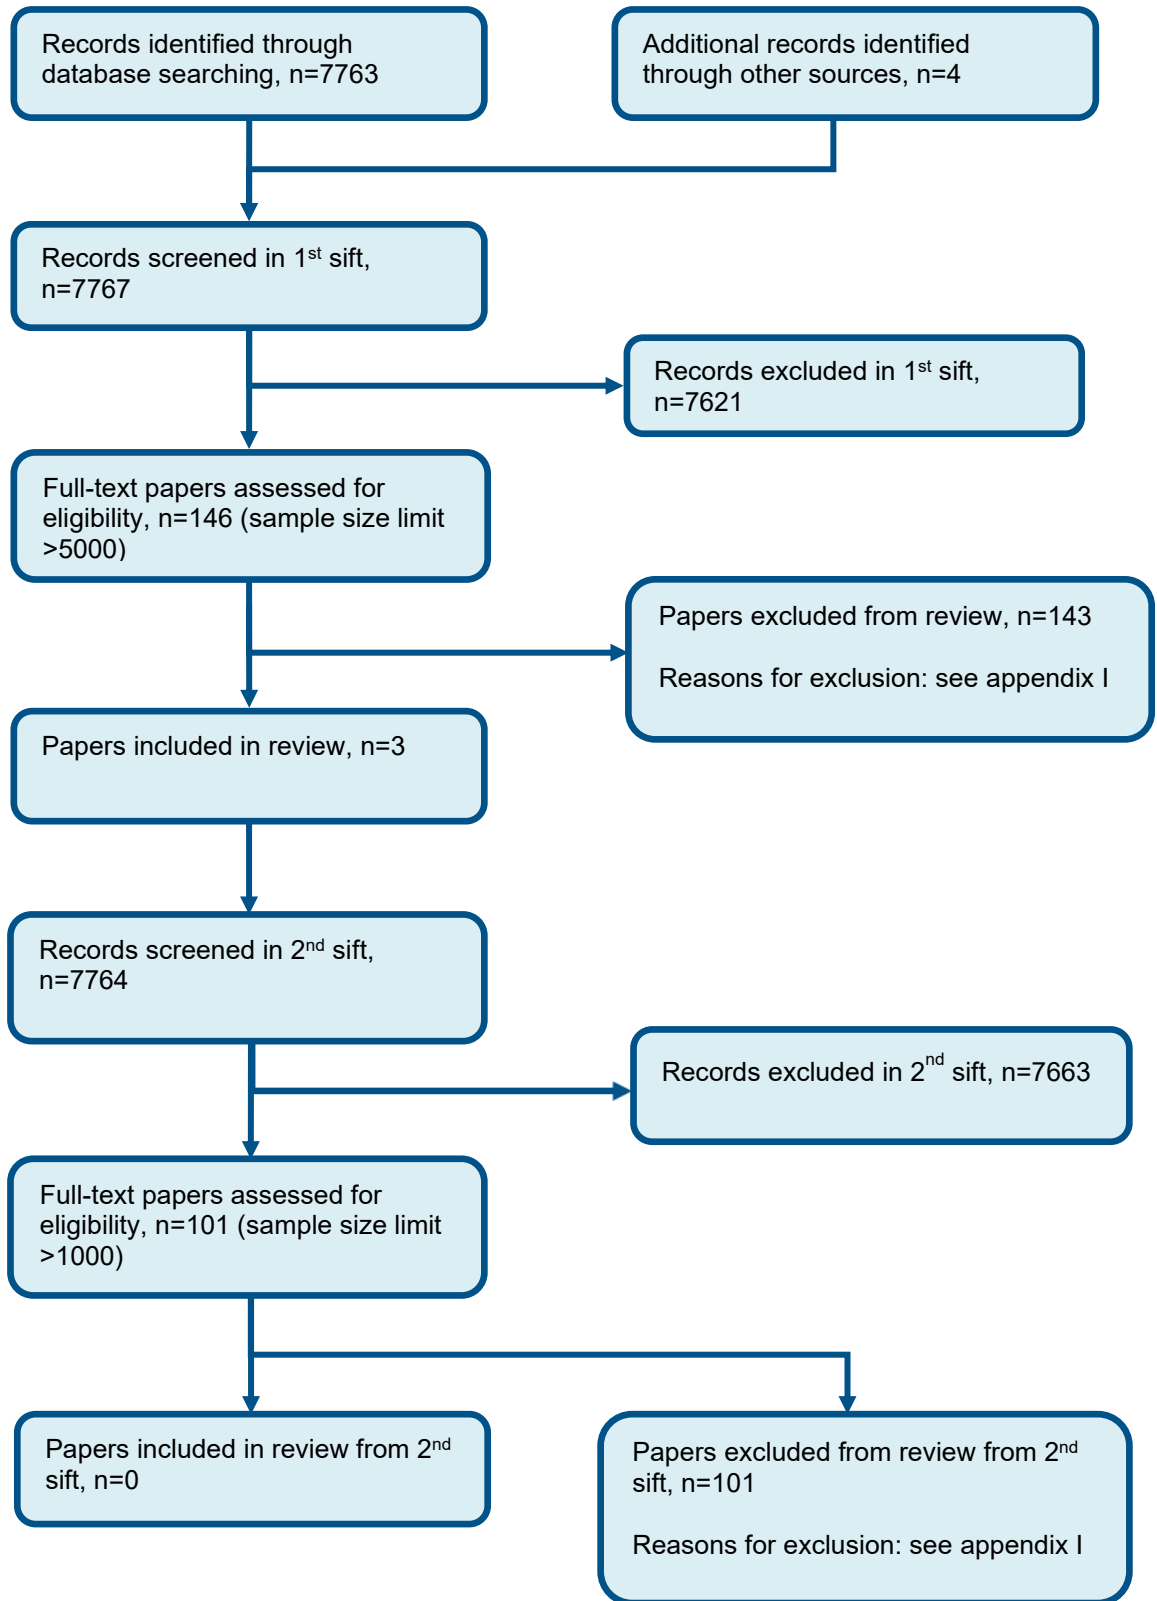 Records identified through
database searching, n=7763
Additional records identified
through other sources, n=4
Records screened in 1st sift,
n=7767
Records excluded in 1st sift,
n=7621
Full-text papers assessed for
eligibility, n=146 (sample size limit
>5000)
Papers excluded from review, n=143
Reasons for exclusion: see appendix I
Papers included in review, n=3
Records screened in 2nd sift,
n=7764
Records excluded in 2nd sift, n=7663
Full-text papers assessed for
eligibility, n=101 (sample size limit
>1000)
Papers included in review from 2nd
sift, n=0
Papers excluded from review from 2nd
sift, n=101
Reasons for exclusion: see appendix I